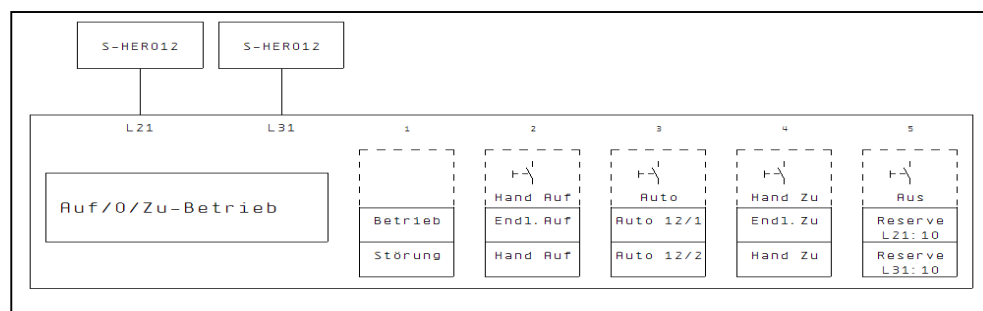 S-HER012 S-HER012
L21 L31 1 2 3 4 5
Hand Auf Auto Hand Zu Aus
Auf/0/Zu-Betrieb
Betrieb Endl.Auf Auto 12/1 Endl.Zu Reserve
L21:10
Störung Hand Auf Auto 12/2 Hand Zu Reserve
L31:10